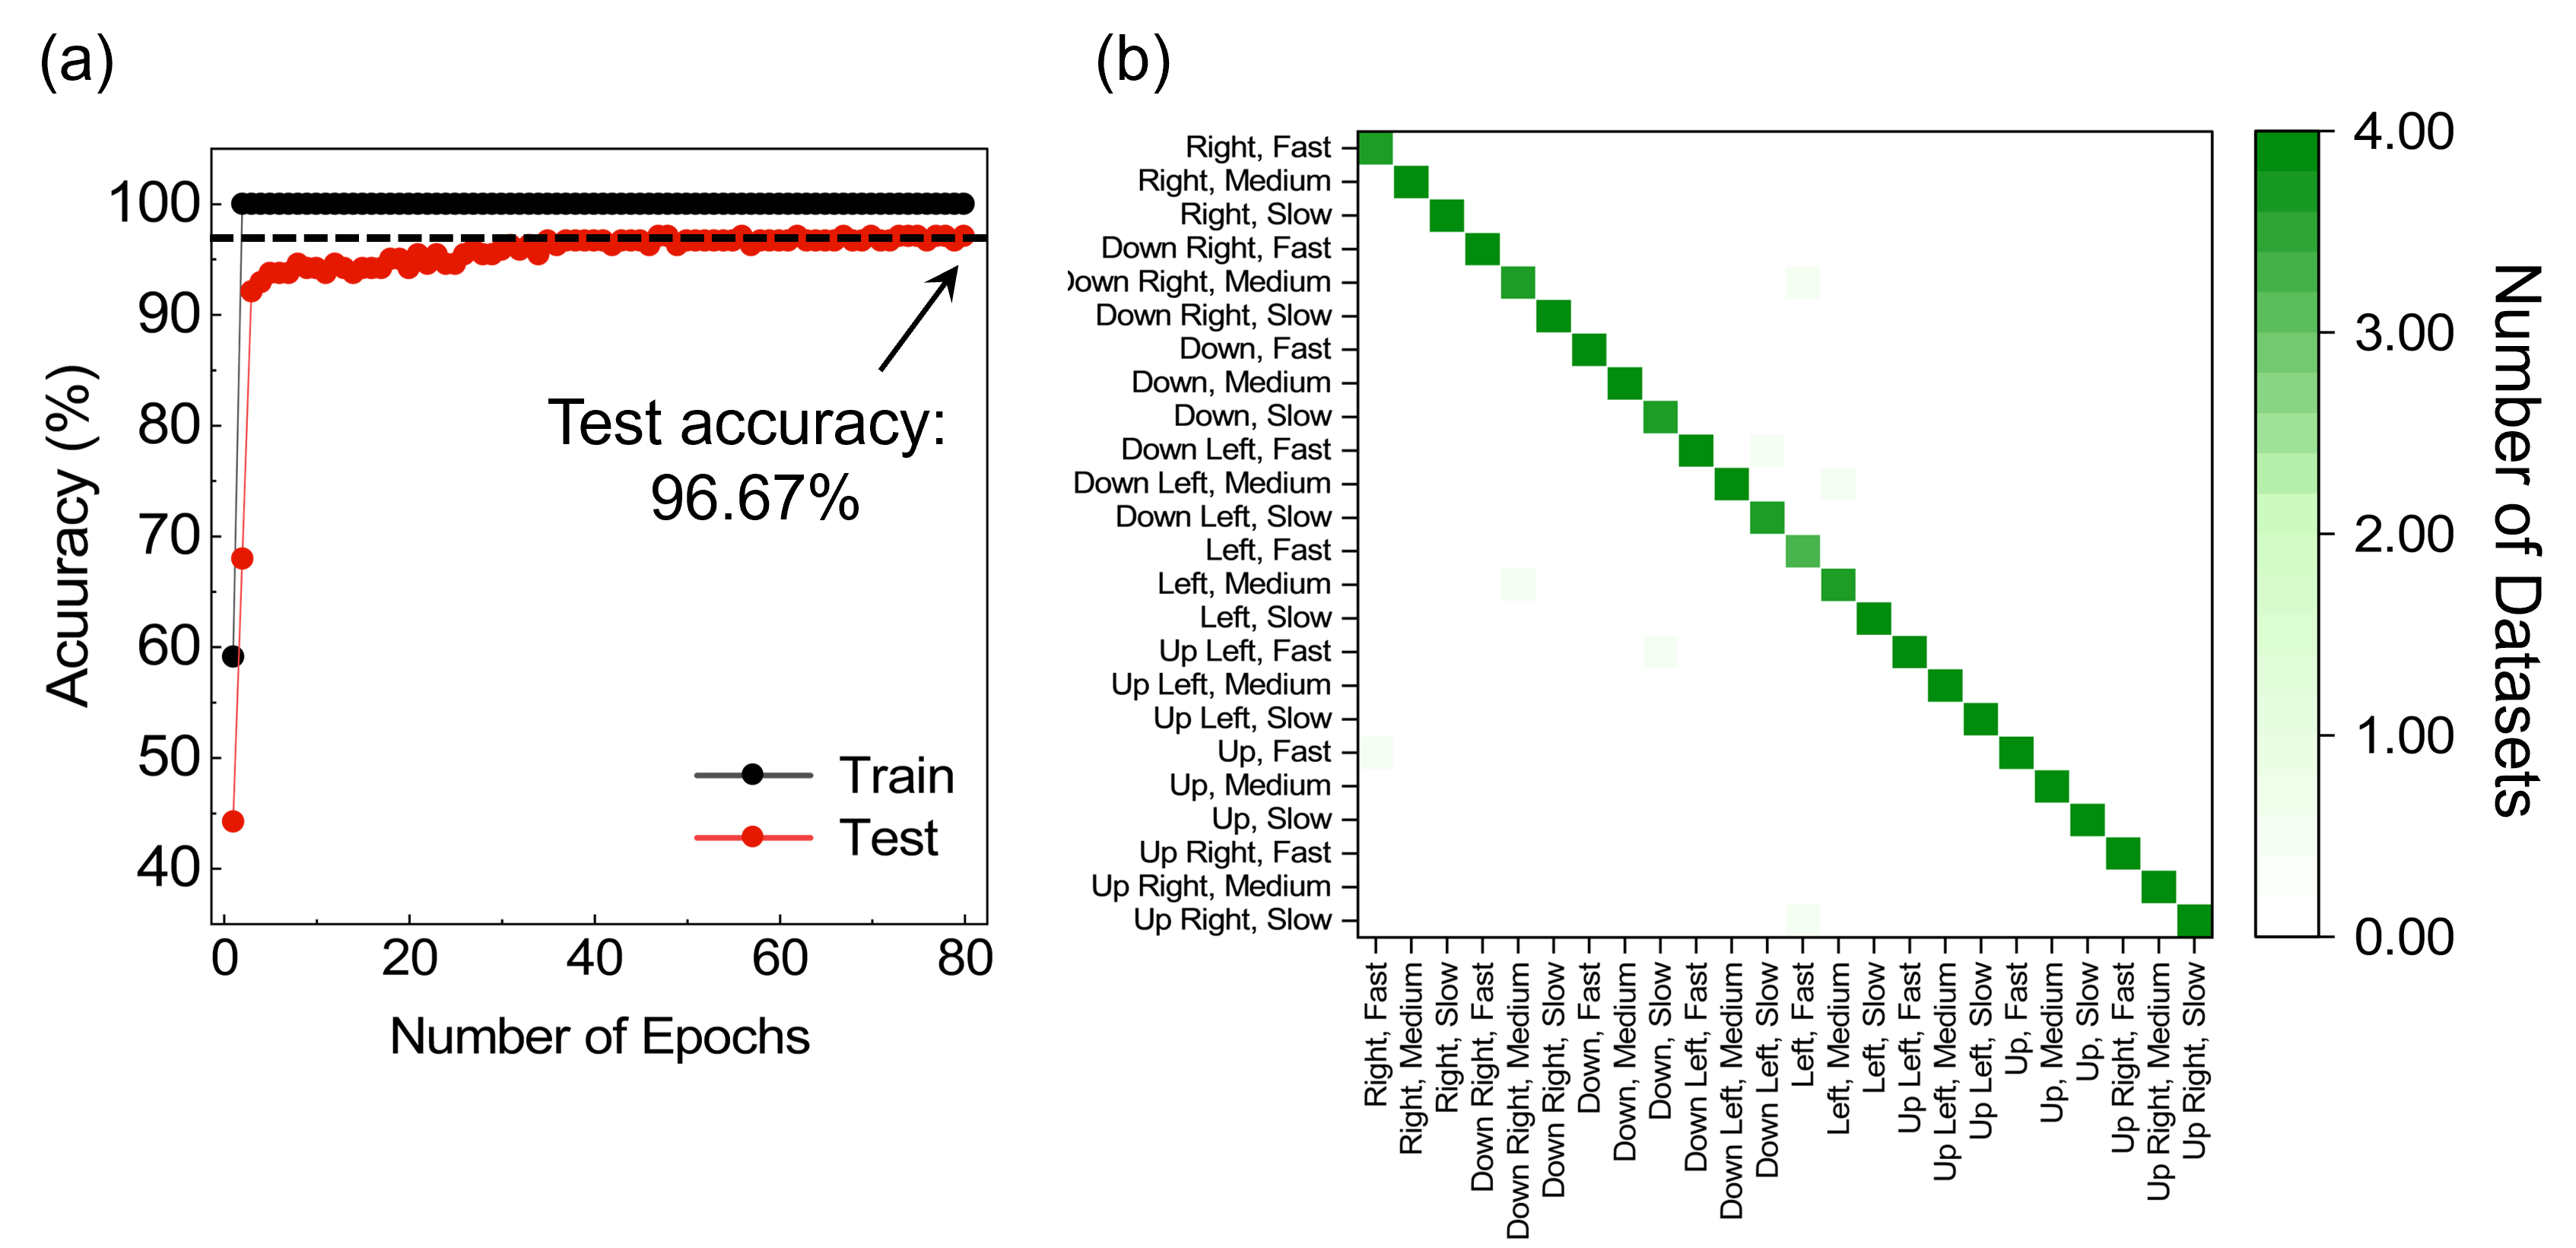 (a)
100
90
80
70
60
50
40
Acuuracy (%)
Test accuracy:
96.67%
Train
Test
0 20 40 60 80
Number of Epochs
(b)
Right, Fast
Right, Medium
Right, Slow
Down Right, Fast
Down Right, Medium
Down Right, Slow
Down, Fast
Down, Medium
Down, Slow
Down Left, Fast
Down Left, Medium
Down Left, Slow
Left, Fast
Left, Medium
Left, Slow
Up Left, Fast
Up Left, Medium
Up Left, Slow
Up, Fast
Up, Medium
Up, Slow
Up Right, Fast
Up Right, Medium
Up Right, Slow
Right, Fast
Right, Medium
Right, Slow
Down Right, Fast
Down Right, Medium
Down Right, Slow
Down, Fast
Down, Medium
Down, Slow
Down Left, Fast
Down Left, Medium
Down Left, Slow
Left, Fast
Left, Medium
Left, Slow
Up Left, Fast
Up Left, Medium
Up Left, Slow
Up, Fast
Up, Medium
Up, Slow
Up Right, Fast
Up Right, Medium
Up Right, Slow
4.00
3.00
2.00
1.00
0.00
Number of Datasets